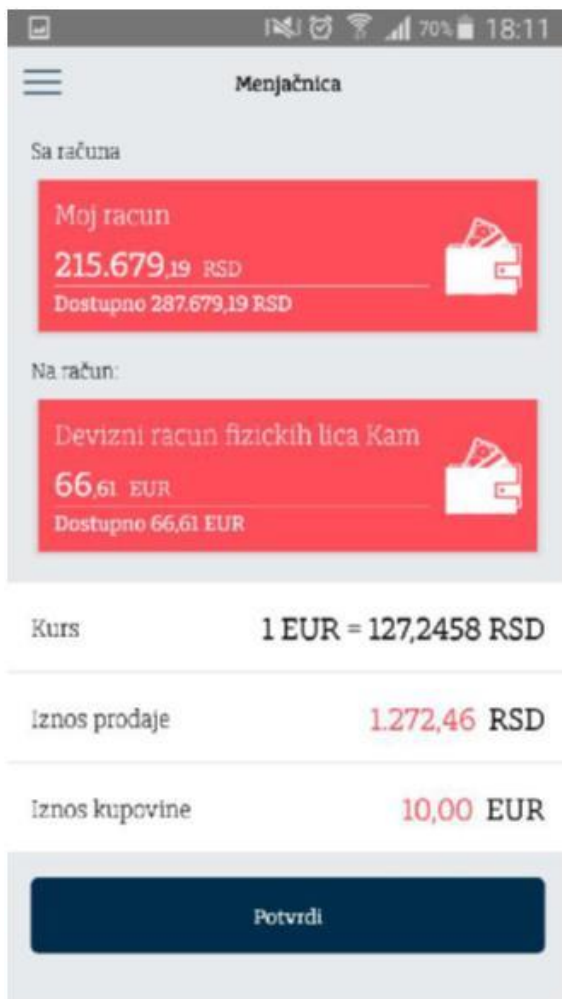 70% 18:11
Menjačnica
Sa računa
Moj racun
215.679,19 RSD
Dostupno 287.679,19 RSD
Na račun:
Devizni racun fizickih lica Kam
66,61 EUR
Dostupno 66,61 EUR
Kurs 1 EUR = 127,2458 RSD
Iznos prodaje 1.272,46 RSD
Iznos kupovine 10,00 EUR
Potvrdi